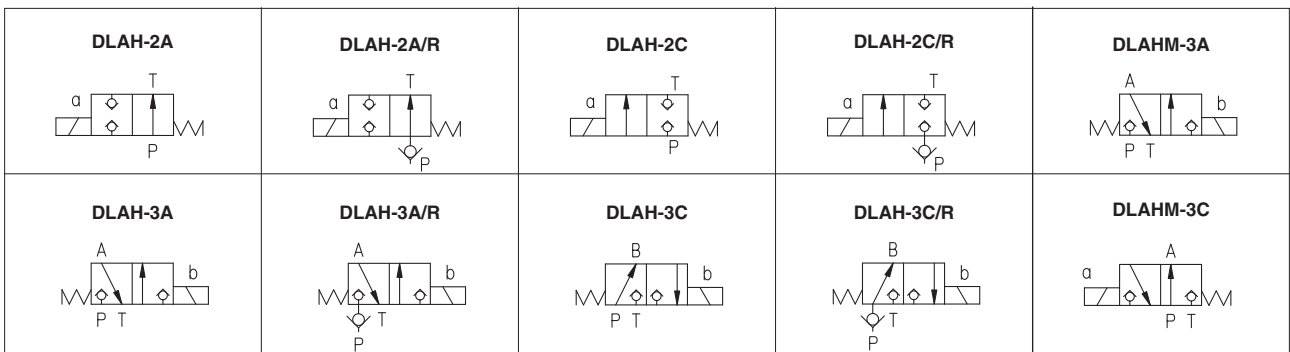 DLAH-2A
DLAH-2A/R
DLAH-2C
DLAH-2C/R
DLAHM-3A
T
a
P
T
a
P
T
a
P
T
a
P
A
b
P T
DLAH-3A
DLAH-3A/R
DLAH-3C
DLAH-3C/R
DLAHM-3C
A
b
P T
A
b
T
P
B
b
P T
B
b
T
P
A
a
P T